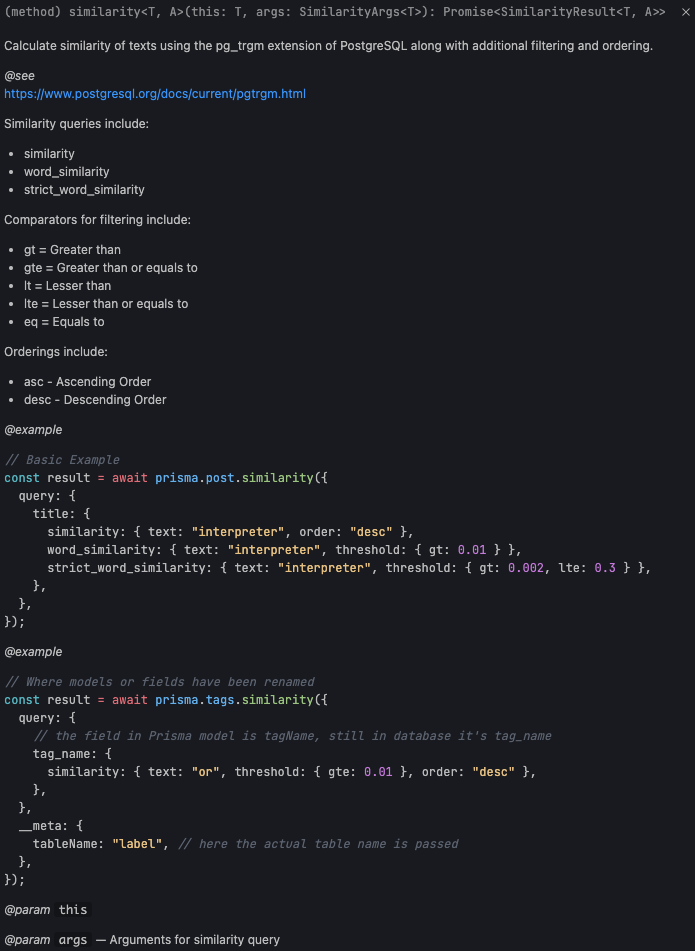 (method) similarity<T, A>(this: T, args: SimilarityArgs<T>): Promise<SimilarityResult<T, A>>
Calculate similarity of texts using the pg_trgm extension of PostgreSQL along with additional filtering and ordering.
@see
https://www.postgresql.org/docs/current/pgtrgm.html
Similarity queries include:
• similarity
• word_similarity
• strict_word_similarity
Comparators for filtering include:
• gt = Greater than
• gte = Greater than or equals to
• lt = Lesser than
• lte = Lesser than or equals to
• eq = Equals to
Orderings include:
• asc - Ascending Order
• desc - Descending Order
@example
// Basic Example
const result = await prisma.post.similarity({
  query: {
    title: {
      similarity: { text: "interpreter", order: "desc" },
      word_similarity: { text: "interpreter", threshold: { gt: 0.01 } },
      strict_word_similarity: { text: "interpreter", threshold: { gt: 0.002, lte: 0.3 } },
    },
  },
});
@example
// Where models or fields have been renamed
const result = await prisma.tags.similarity({
  query: {
    // the field in Prisma model is tagName, still in database it's tag_name
    tag_name: {
      similarity: { text: "or", threshold: { gte: 0.01 }, order: "desc" },
    },
  },
  __meta: {
    tableName: "label", // here the actual table name is passed
  },
});
@param this
@param args — Arguments for similarity query